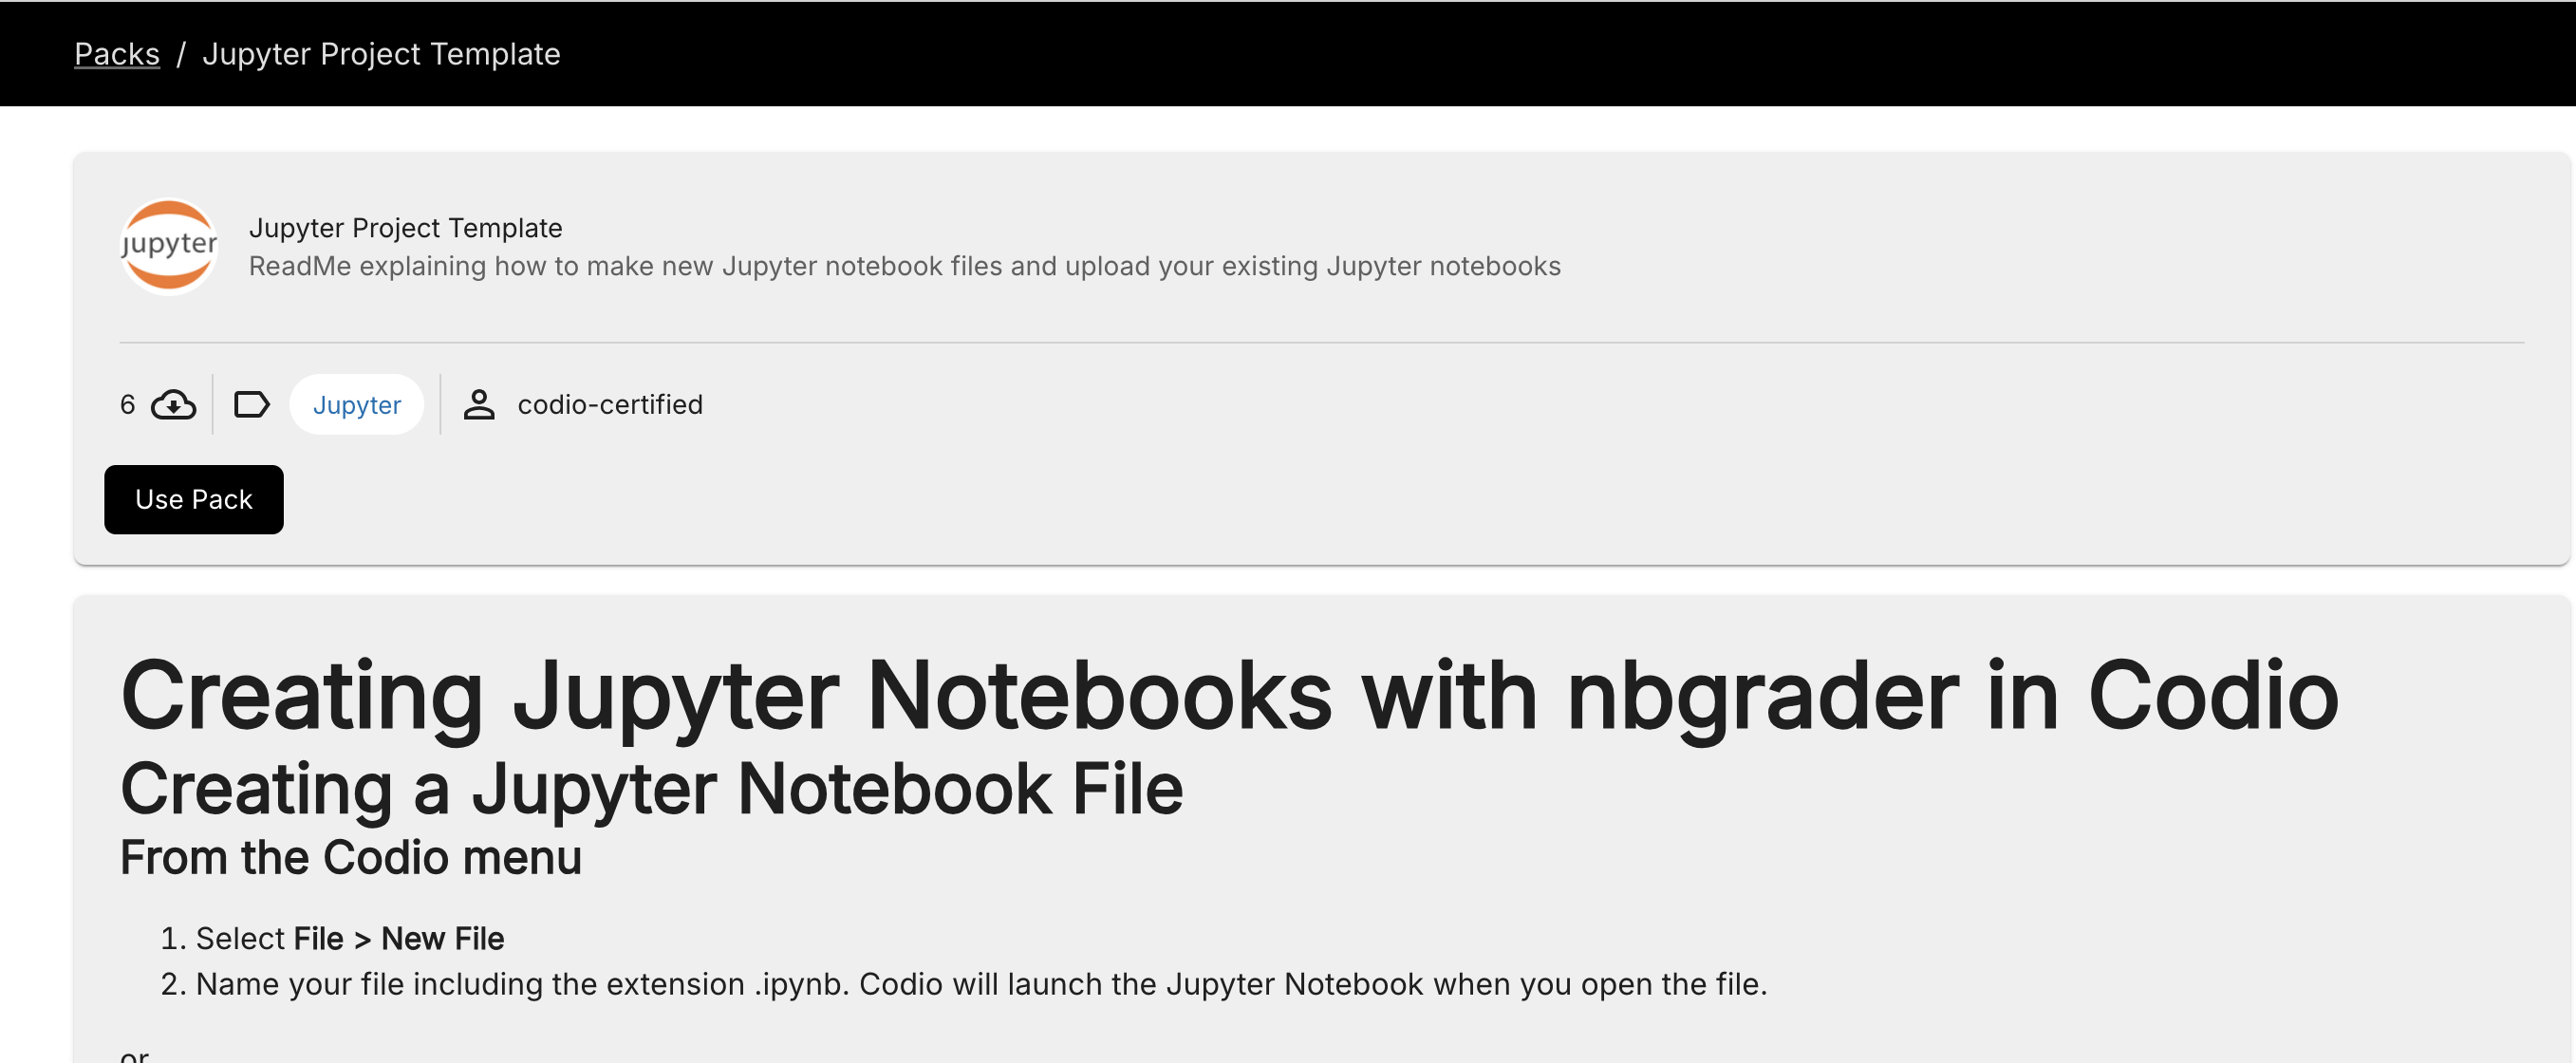 Packs / Jupyter Project Template
jupyter
Jupyter Project Template
ReadMe explaining how to make new Jupyter notebook files and upload your existing Jupyter notebooks
6 Jupyter codio-certified
Use Pack
Creating Jupyter Notebooks with nbgrader in Codio
Creating a Jupyter Notebook File
From the Codio menu
1. Select File > New File
2. Name your file including the extension .ipynb. Codio will launch the Jupyter Notebook when you open the file.
or